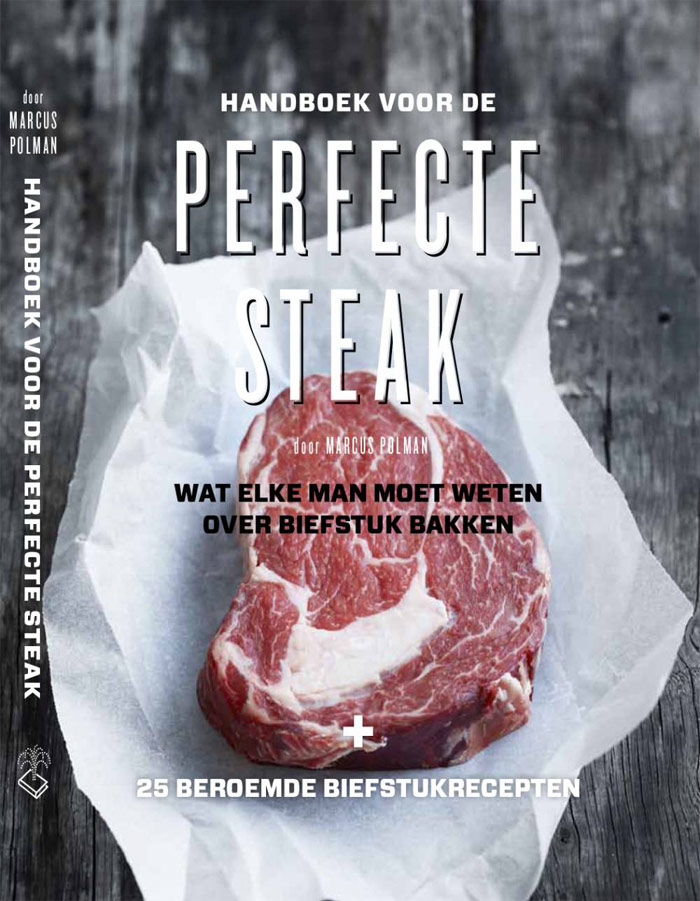 door
MARCUS
POLMAN
HANDBOEK VOOR DE PERFECTE STEAK
HANDBOEK VOOR DE
PERFECTE
STEAK
door MARCUS POLMAN
WAT ELKE MAN MOET WETEN
OVER BIEFSTUK BAKKEN
+
25 BEROEMDE BIEFSTUKRECEPTEN